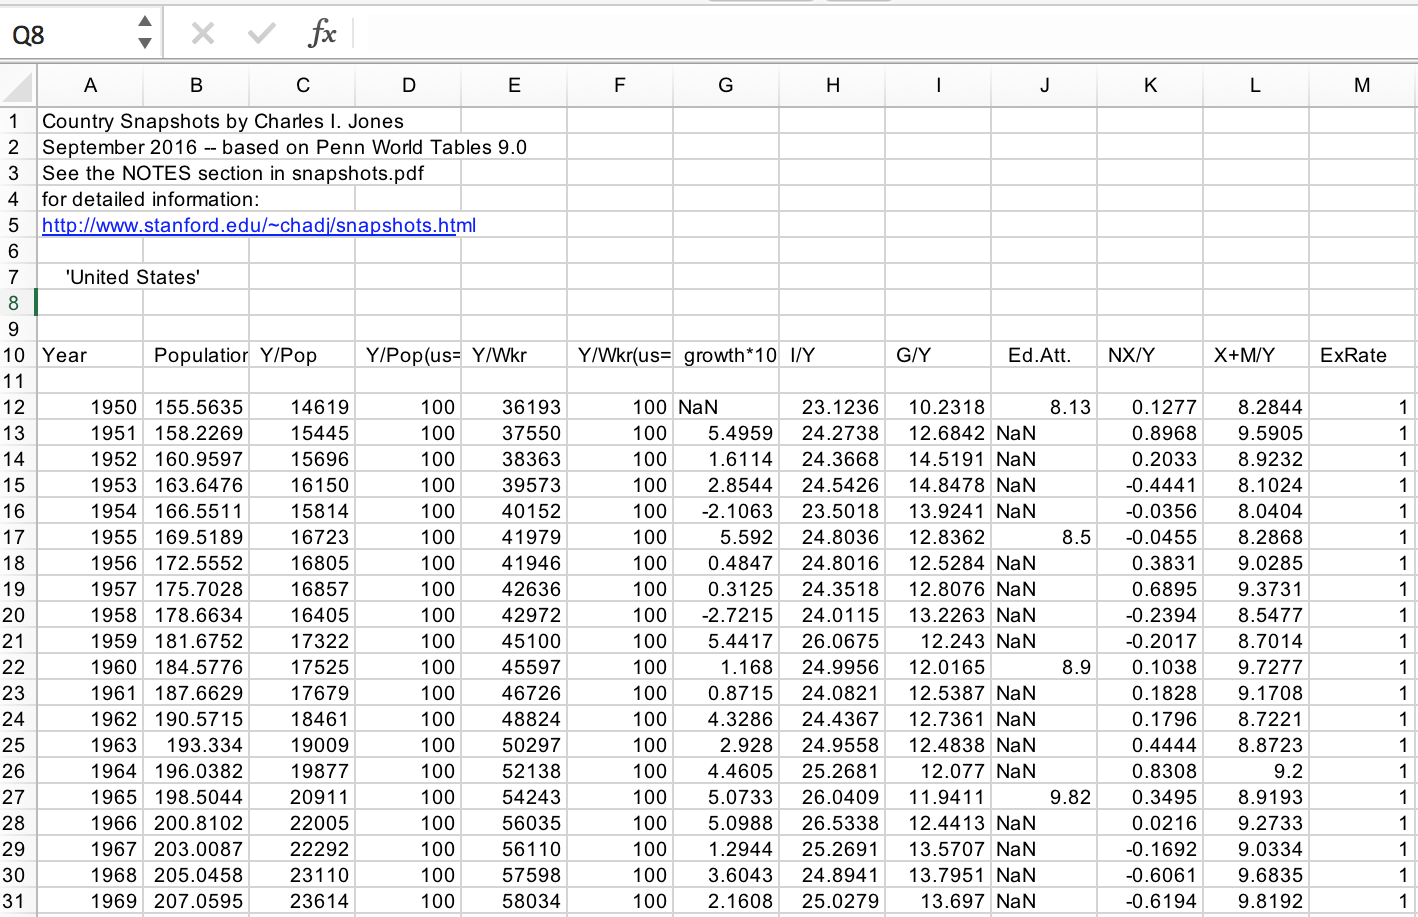 Q8 fx
A B C D E F G H I J K L M
1 Country Snapshots by Charles I. Jones
2 September 2016 -- based on Penn World Tables 9.0
3 See the NOTES section in snapshots.pdf
4 for detailed information:
5 http://www.stanford.edu/~chadj/snapshots.html
6
7 'United States'
8
9
10 Year Population Y/Pop Y/Pop(us= Y/Wkr Y/Wkr(us= growth*10 I/Y G/Y Ed.Att. NX/Y X+M/Y ExRate
11
12 1950 155.5635 14619 100 36193 100 NaN 23.1236 10.2318 8.13 0.1277 8.2844 1
13 1951 158.2269 15445 100 37550 100 5.4959 24.2738 12.6842 NaN 0.8968 9.5905 1
14 1952 160.9597 15696 100 38363 100 1.6114 24.3668 14.5191 NaN 0.2033 8.9232 1
15 1953 163.6476 16150 100 39573 100 2.8544 24.5426 14.8478 NaN -0.4441 8.1024 1
16 1954 166.5511 15814 100 40152 100 -2.1063 23.5018 13.9241 NaN -0.0356 8.0404 1
17 1955 169.5189 16723 100 41979 100 5.592 24.8036 12.8362 8.5 -0.0455 8.2868 1
18 1956 172.5552 16805 100 41946 100 0.4847 24.8016 12.5284 NaN 0.3831 9.0285 1
19 1957 175.7028 16857 100 42636 100 0.3125 24.3518 12.8076 NaN 0.6895 9.3731 1
20 1958 178.6634 16405 100 42972 100 -2.7215 24.0115 13.2263 NaN -0.2394 8.5477 1
21 1959 181.6752 17322 100 45100 100 5.4417 26.0675 12.243 NaN -0.2017 8.7014 1
22 1960 184.5776 17525 100 45597 100 1.168 24.9956 12.0165 8.9 0.1038 9.7277 1
23 1961 187.6629 17679 100 46726 100 0.8715 24.0821 12.5387 NaN 0.1828 9.1708 1
24 1962 190.5715 18461 100 48824 100 4.3286 24.4367 12.7361 NaN 0.1796 8.7221 1
25 1963 193.334 19009 100 50297 100 2.928 24.9558 12.4838 NaN 0.4444 8.8723 1
26 1964 196.0382 19877 100 52138 100 4.4605 25.2681 12.077 NaN 0.8308 9.2 1
27 1965 198.5044 20911 100 54243 100 5.0733 26.0409 11.9411 9.82 0.3495 8.9193 1
28 1966 200.8102 22005 100 56035 100 5.0988 26.5338 12.4413 NaN 0.0216 9.2733 1
29 1967 203.0087 22292 100 56110 100 1.2944 25.2691 13.5707 NaN -0.1692 9.0334 1
30 1968 205.0458 23110 100 57598 100 3.6043 24.8941 13.7951 NaN -0.6061 9.6835 1
31 1969 207.0595 23614 100 58034 100 2.1608 25.0279 13.697 NaN -0.6194 9.8192 1